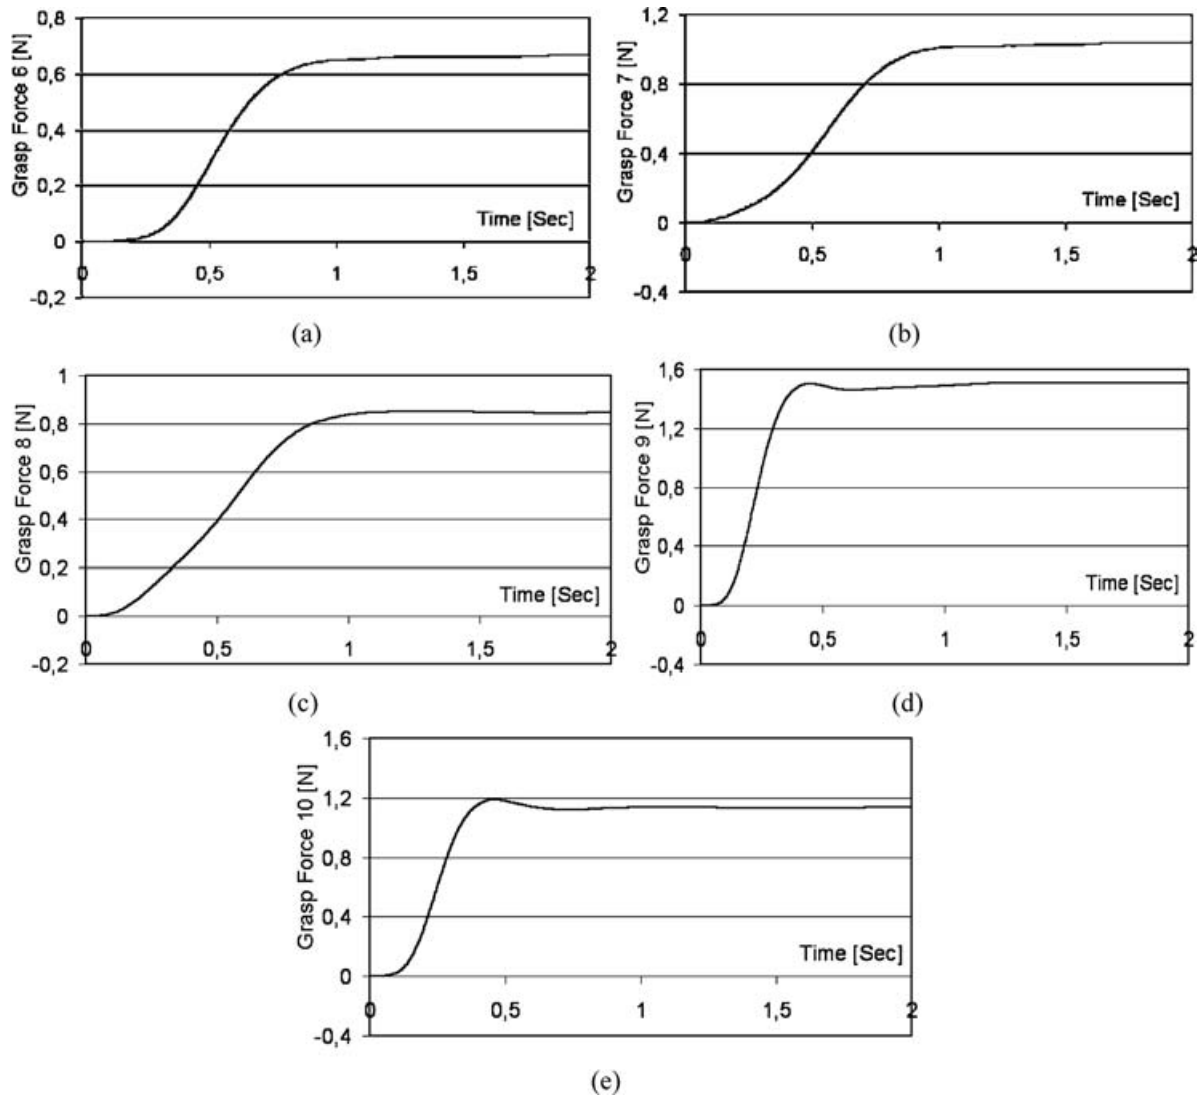 0,8
0,6
0,4
0,2
0
-0,2
Grasp Force 6 [N]
Time [Sec]
0 0,5 1 1,5 2
(a)
1,2
0,8
0,4
0
-0,4
Grasp Force 7 [N]
Time [Sec]
0 0,5 1 1,5 2
(b)
1
0,8
0,6
0,4
0,2
0
-0,2
Grasp Force 8 [N]
Time [Sec]
0 0,5 1 1,5 2
(c)
1,6
1,2
0,8
0,4
0
-0,4
Grasp Force 9 [N]
Time [Sec]
0 0,5 1 1,5 2
(d)
1,6
1,2
0,8
0,4
0
-0,4
Grasp Force 10 [N]
Time [Sec]
0 0,5 1 1,5 2
(e)